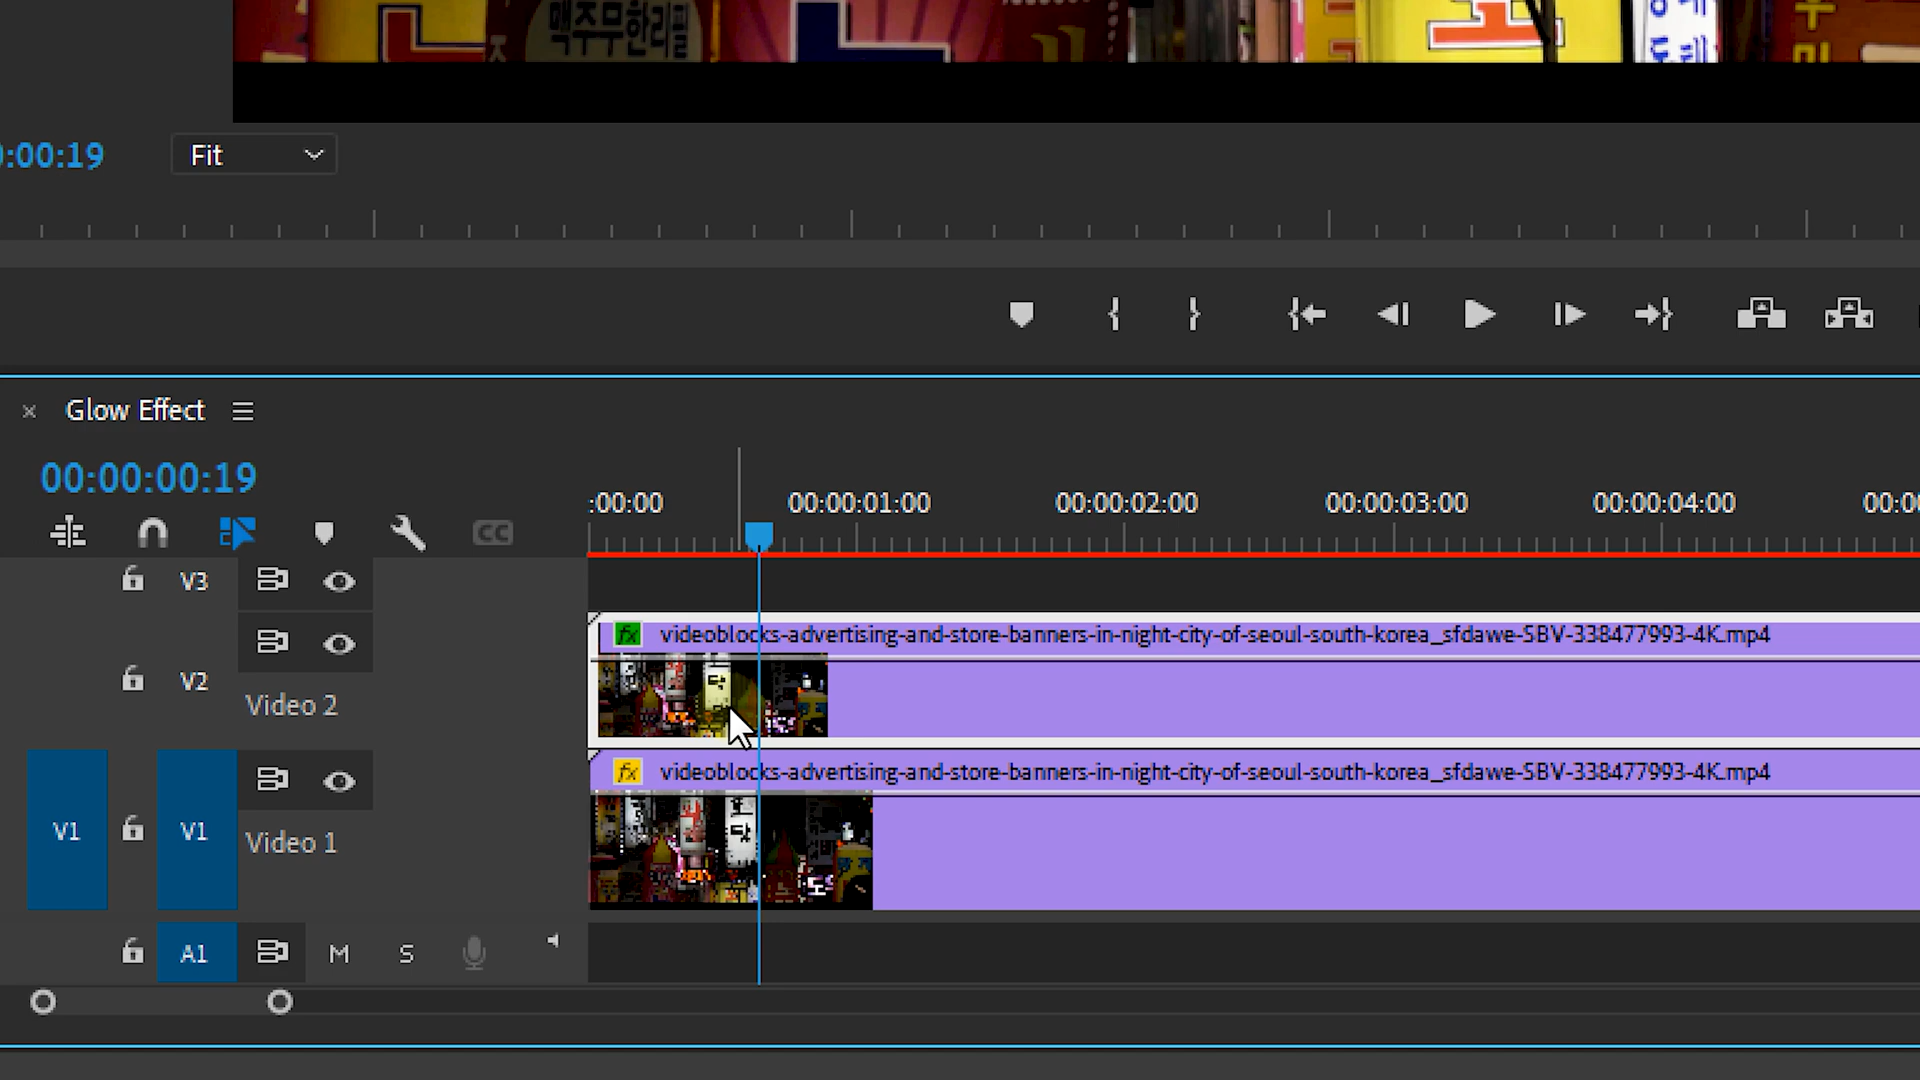 맥주무한리필
:00:19
Fit
Glow Effect
00:00:00:19
:00:00
00:00:01:00
00:00:02:00
00:00:03:00
00:00:04:00
CC
V3
fx videoblocks-advertising-and-store-banners-in-night-city-of-seoul-south-korea_sfdawe-SBV-338477993-4K.mp4
V2
Video 2
fx videoblocks-advertising-and-store-banners-in-night-city-of-seoul-south-korea_sfdawe-SBV-338477993-4K.mp4
V1
V1
Video 1
A1
M
S